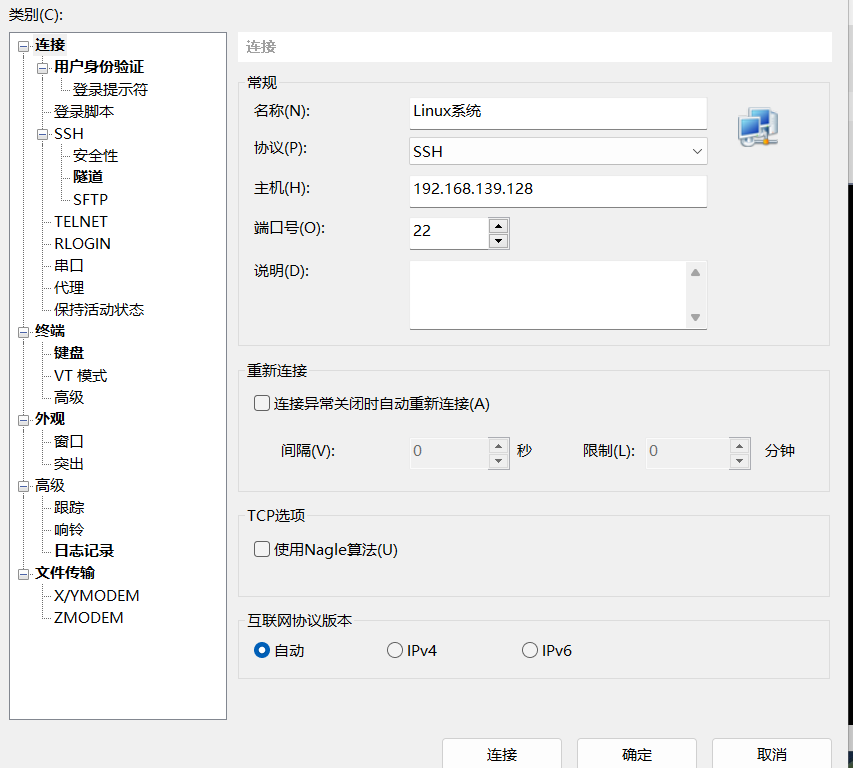 类别(C):
连接
用户身份验证
登录提示符
登录脚本
SSH
安全性
隧道
SFTP
TELNET
RLOGIN
串口
代理
保持活动状态
终端
键盘
VT 模式
高级
外观
窗口
突出
高级
跟踪
响铃
日志记录
文件传输
X/YMODEM
ZMODEM
连接
常规
名称(N): Linux系统
协议(P): SSH
主机(H): 192.168.139.128
端口号(O): 22
说明(D):
重新连接
连接异常关闭时自动重新连接(A)
间隔(V): 0 秒 限制(L): 0 分钟
TCP选项
使用Nagle算法(U)
互联网协议版本
自动 IPv4 IPv6
连接 确定 取消